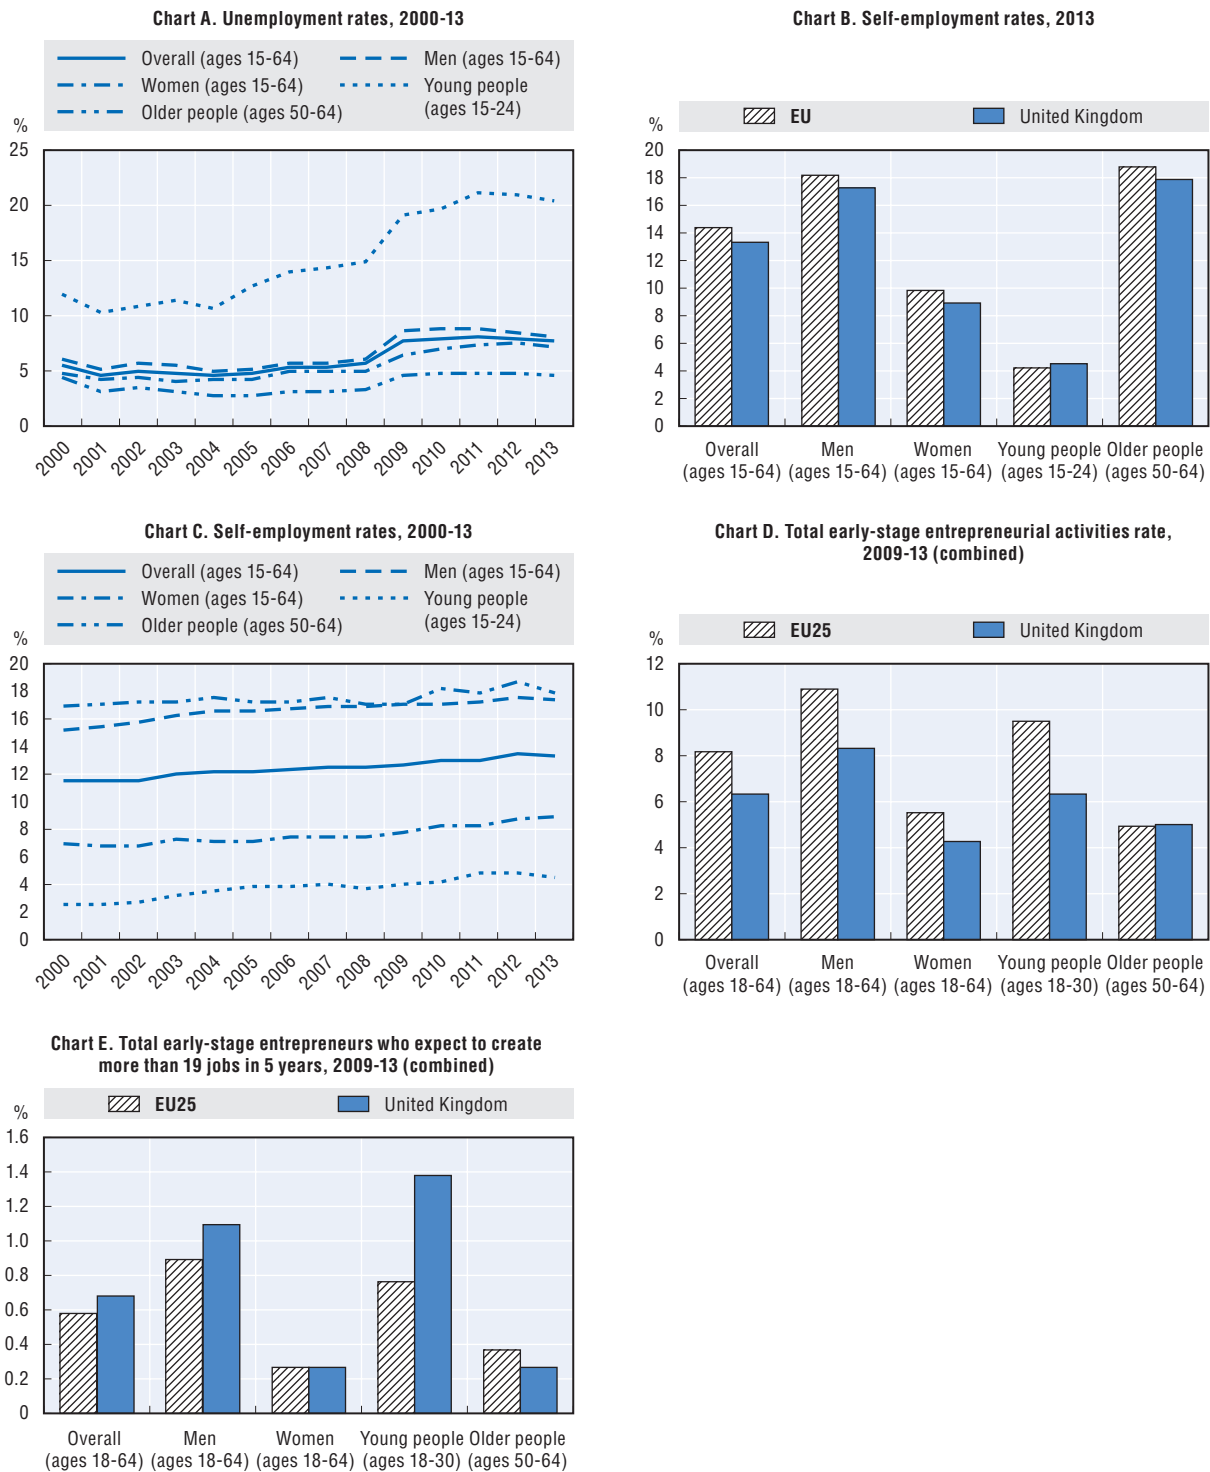 Chart A. Unemployment rates, 2000-13
Overall (ages 15-64)
Men (ages 15-64)
Women (ages 15-64)
Young people
(ages 15-24)
Older people (ages 50-64)
%
25
20
15
10
5
0
2000 2001 2002 2003 2004 2005 2006 2007 2008 2009 2010 2011 2012 2013
Chart B. Self-employment rates, 2013
EU
United Kingdom
%
20
18
16
14
12
10
8
6
4
2
0
Overall Men Women Young people Older people
(ages 15-64) (ages 15-64) (ages 15-64) (ages 15-24) (ages 50-64)
Chart C. Self-employment rates, 2000-13
Overall (ages 15-64)
Men (ages 15-64)
Women (ages 15-64)
Young people
(ages 15-24)
Older people (ages 50-64)
%
20
18
16
14
12
10
8
6
4
2
0
2000 2001 2002 2003 2004 2005 2006 2007 2008 2009 2010 2011 2012 2013
Chart D. Total early-stage entrepreneurial activities rate,
2009-13 (combined)
EU25
United Kingdom
%
12
10
8
6
4
2
0
Overall Men Women Young people Older people
(ages 18-64) (ages 18-64) (ages 18-64) (ages 18-30) (ages 50-64)
Chart E. Total early-stage entrepreneurs who expect to create
more than 19 jobs in 5 years, 2009-13 (combined)
EU25
United Kingdom
%
1.6
1.4
1.2
1.0
0.8
0.6
0.4
0.2
0
Overall Men Women Young people Older people
(ages 18-64) (ages 18-64) (ages 18-64) (ages 18-30) (ages 50-64)